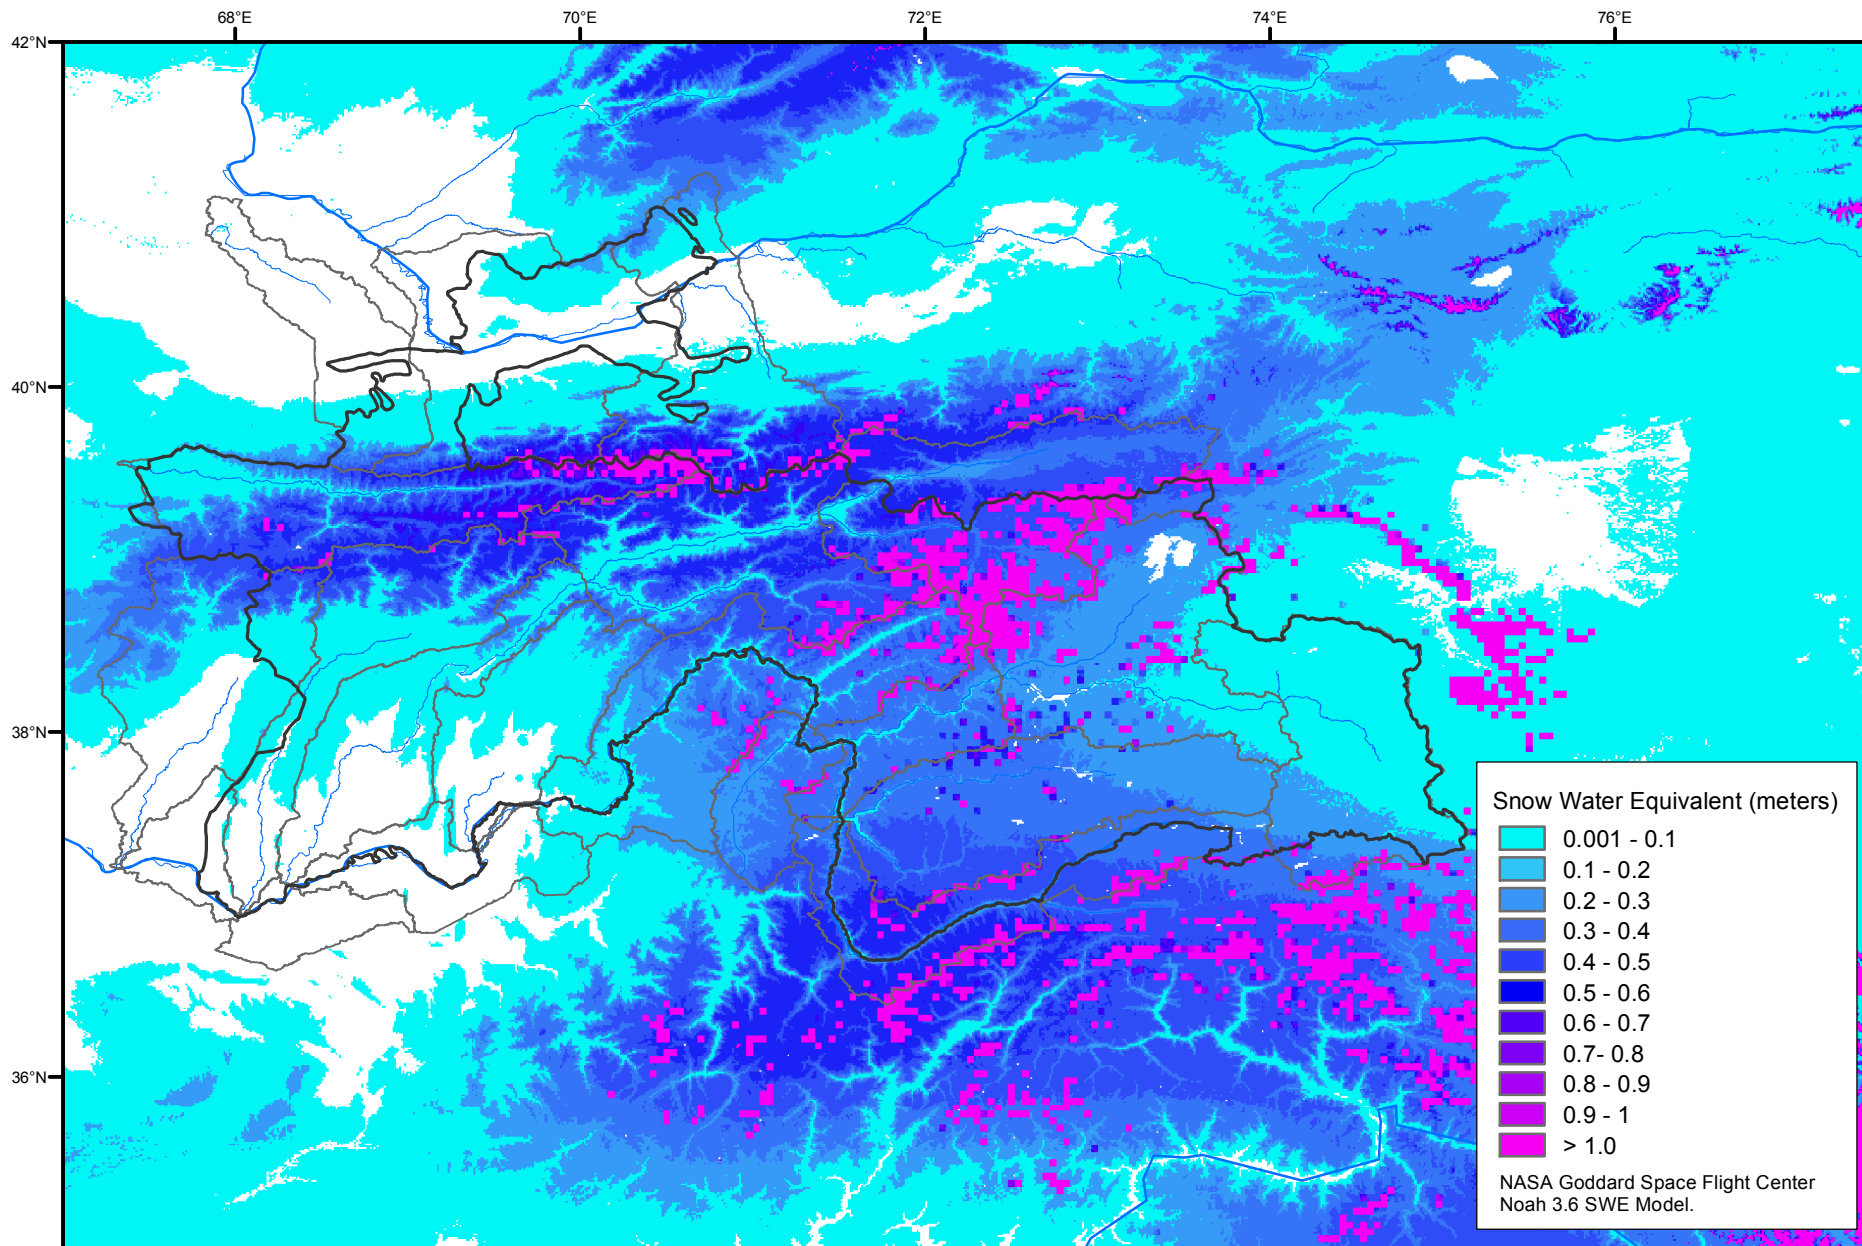 68°E
70°E
72°E
74°E
76°E
42°N
40°N
38°N
36°N
Snow Water Equivalent (meters)
0.001 - 0.1
0.1 - 0.2
0.2 - 0.3
0.3 - 0.4
0.4 - 0.5
0.5 - 0.6
0.6 - 0.7
0.7- 0.8
0.8 - 0.9
0.9 - 1
> 1.0
NASA Goddard Space Flight Center
Noah 3.6 SWE Model.